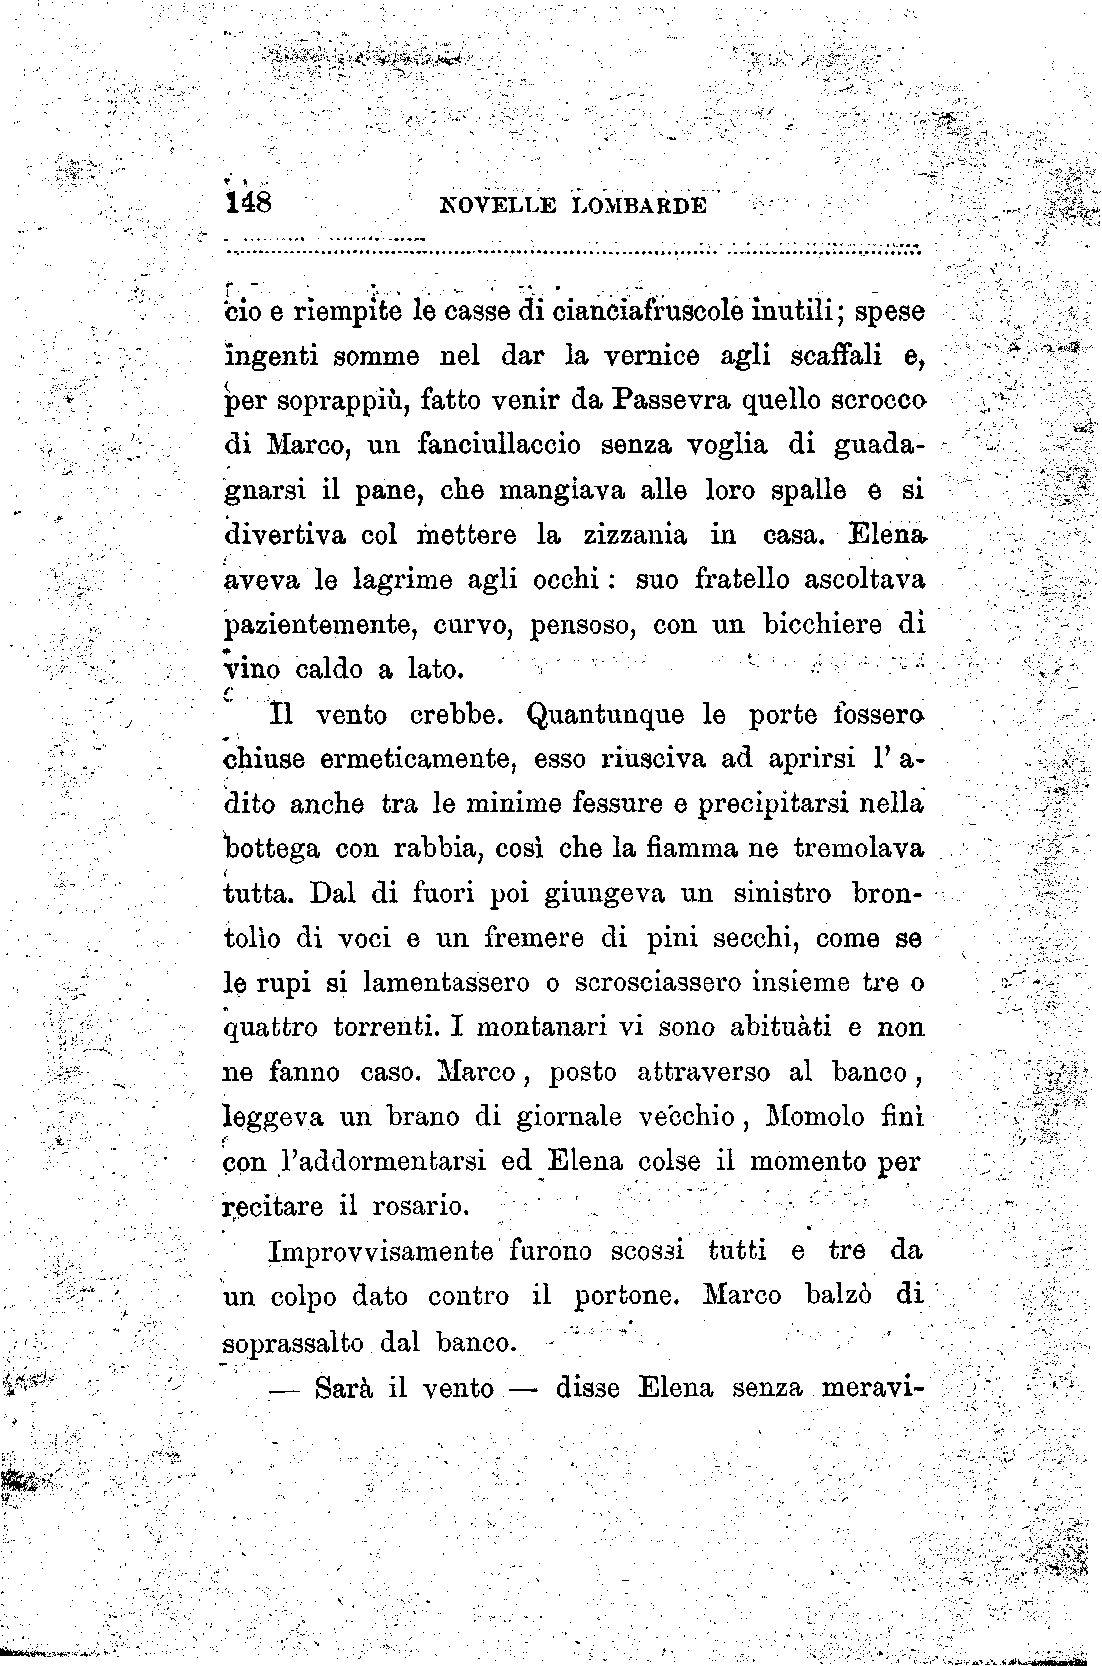 148 NOVELLE LOMBARDE
cio e riempite le casse di cianciafruscole inutili; spese
ingenti somme nel dar la vernice agli scaffali e,
per soprappiù, fatto venir da Passevra quello scrocco
di Marco, un fanciullaccio senza voglia di guada-
gnarsi il pane, che mangiava alle loro spalle e si
divertiva col mettere la zizzania in casa. Elena
aveva le lagrime agli occhi : suo fratello ascoltava
pazientemente, curvo, pensoso, con un bicchiere di
vino caldo a lato.
Il vento crebbe. Quantunque le porte fossero
chiuse ermeticamente, esso riusciva ad aprirsi l' a-
dito anche tra le minime fessure e precipitarsi nella
bottega con rabbia, così che la fiamma ne tremolava
tutta. Dal di fuori poi giungeva un sinistro bron-
tolìo di voci e un fremere di pini secchi, come se
le rupi si lamentassero o scrosciassero insieme tre o
quattro torrenti. I montanari vi sono abituàti e non
ne fanno caso. Marco , posto attraverso al banco ,
leggeva un brano di giornale vecchio , Momolo finì
con l'addormentarsi ed Elena colse il momento per
recitare il rosario.
Improvvisamente furono scossi tutti e tre da
un colpo dato contro il portone. Marco balzò di
soprassalto dal banco.
— Sarà il vento — disse Elena senza meravi-